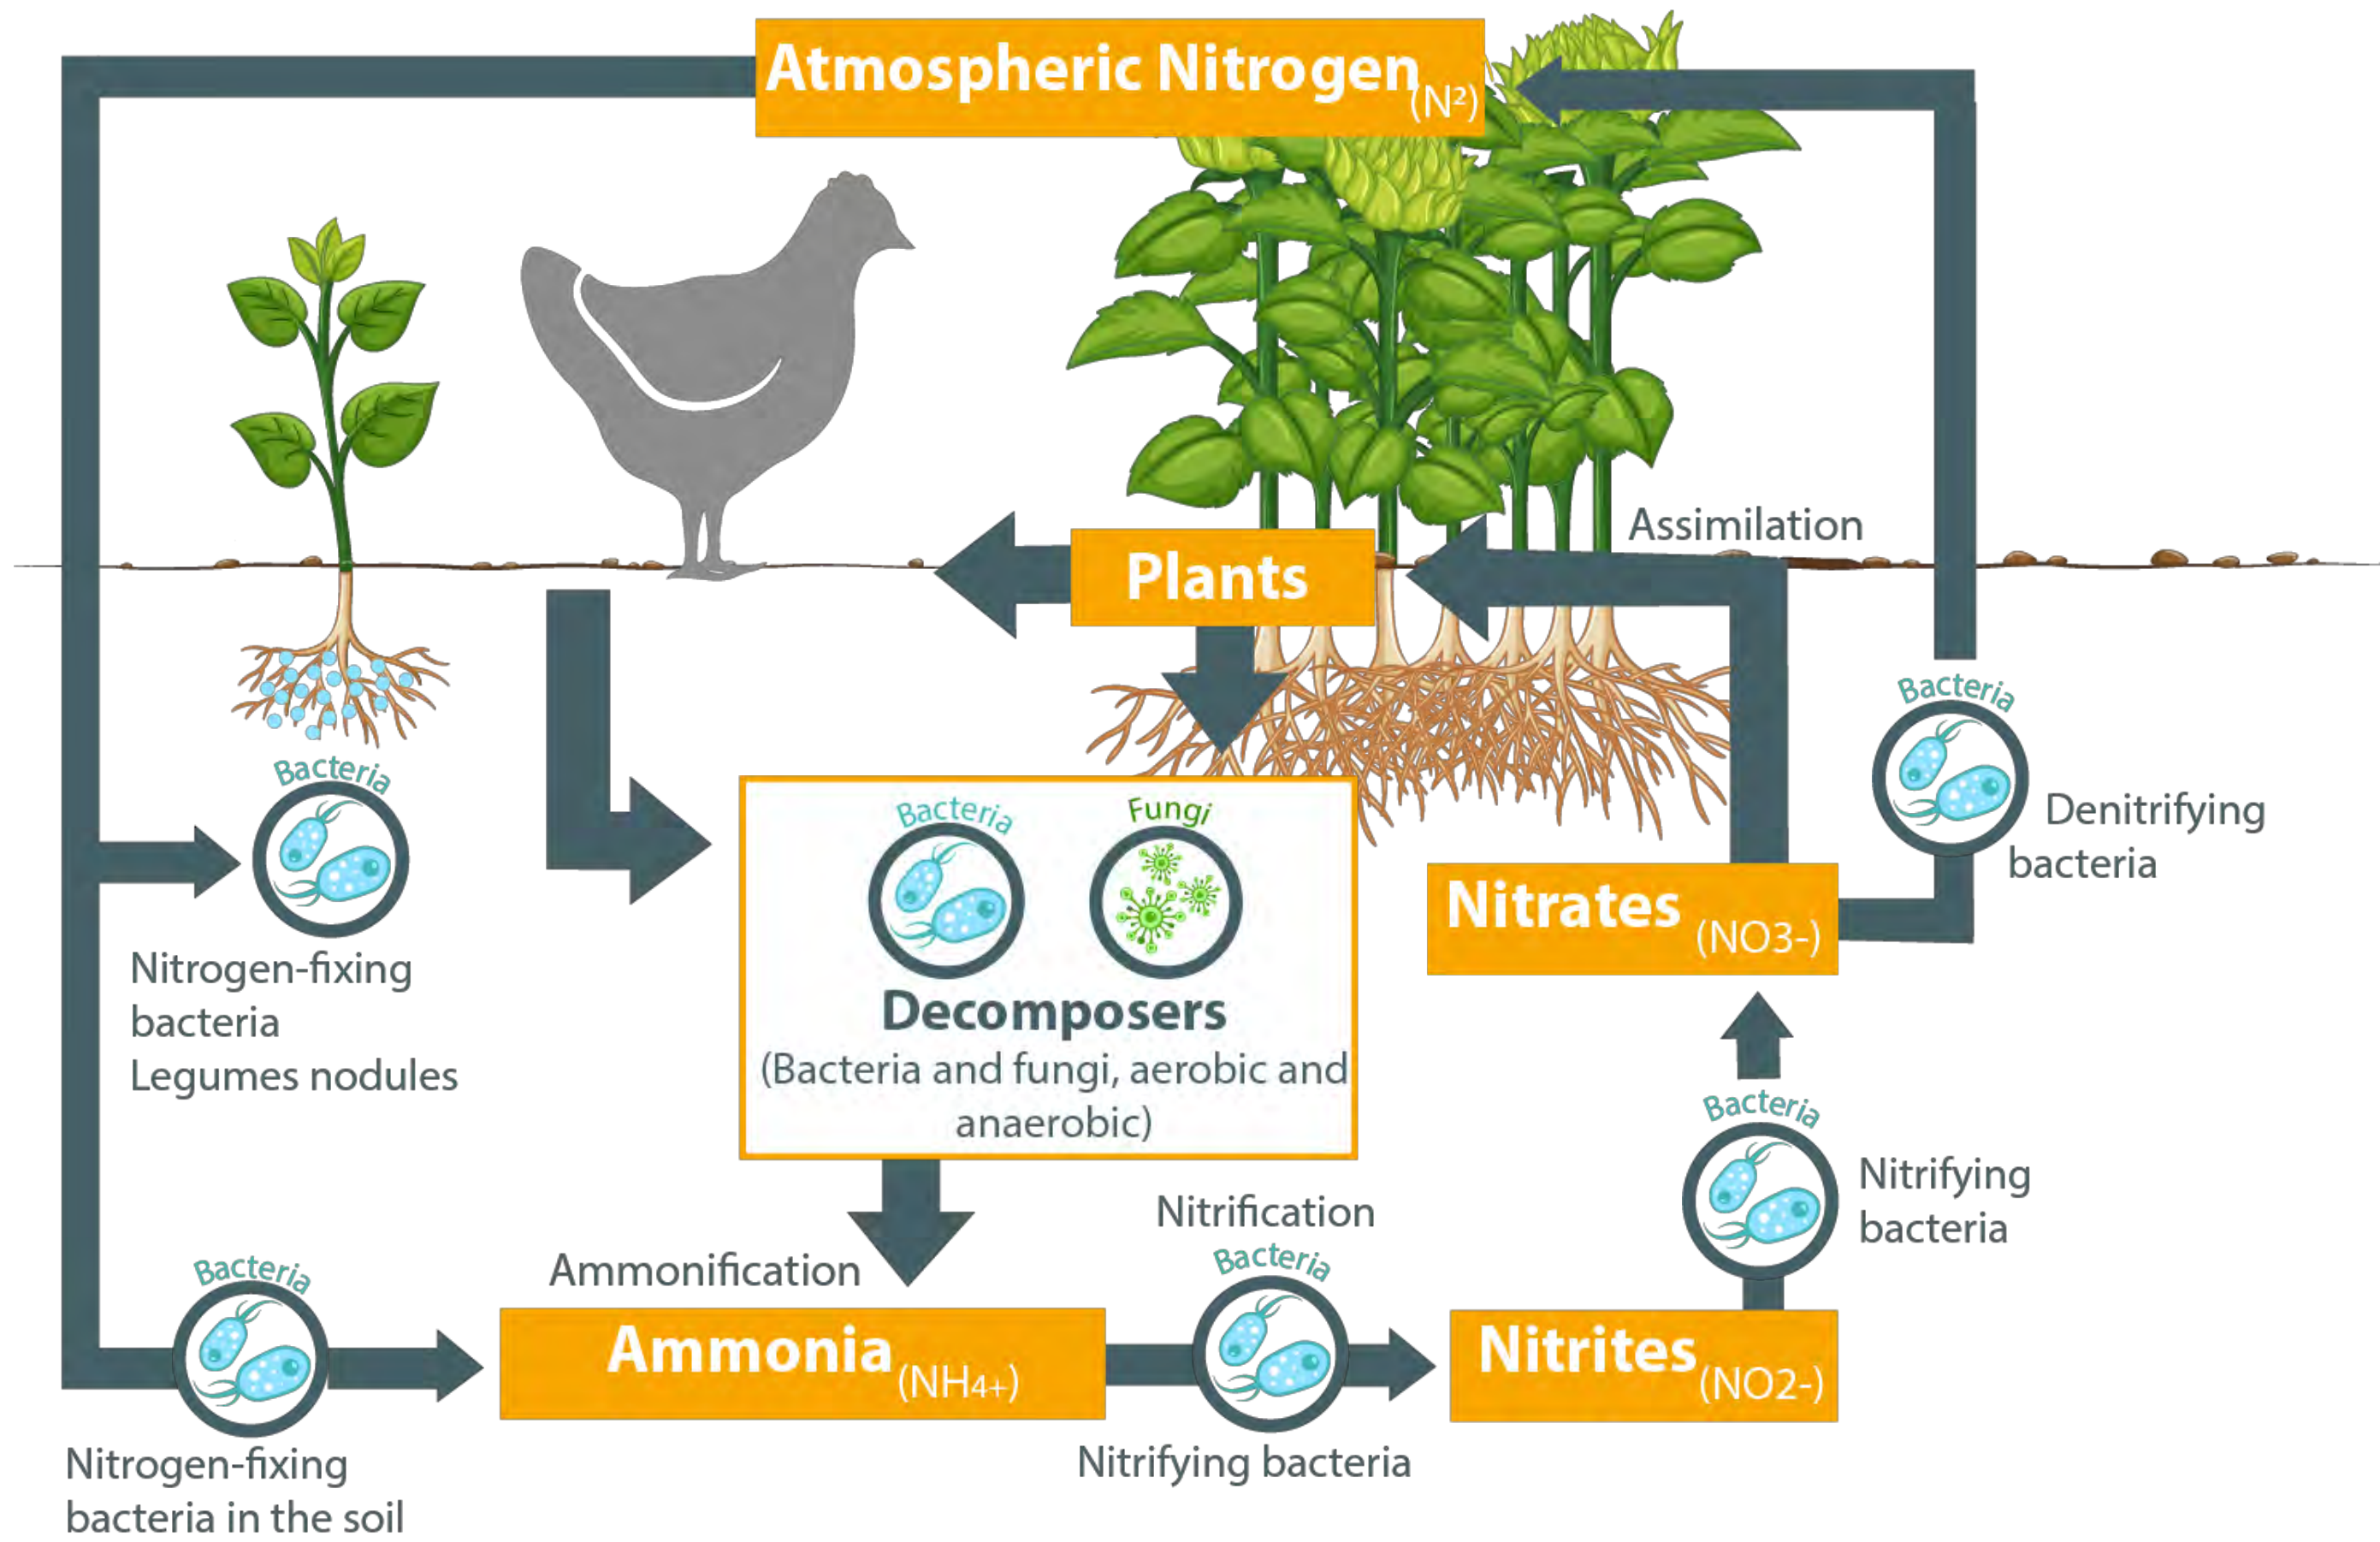 Atmospheric Nitrogen (N²)
Assimilation
Plants
Bacteria
Denitrifying
bacteria
Bacteria
Nitrogen-fixing
bacteria
Legumes nodules
Bacteria
Fungi
Decomposers
(Bacteria and fungi, aerobic and
anaerobic)
Nitrates (NO3-)
Bacteria
Nitrifying
bacteria
Nitrification
Bacteria
Nitrifying bacteria
Ammonification
Bacteria
Nitrogen-fixing
bacteria in the soil
Ammonia (NH4+)
Nitrites (NO2-)